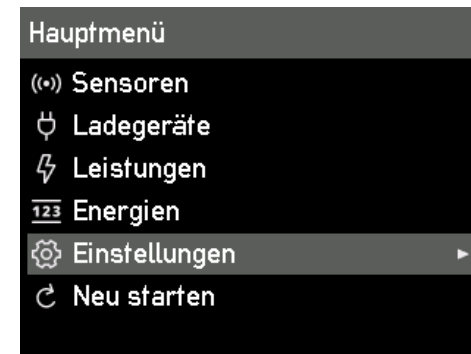 Hauptmenü
Sensoren
Ladegeräte
Leistungen
123 Energien
Einstellungen
Neu starten